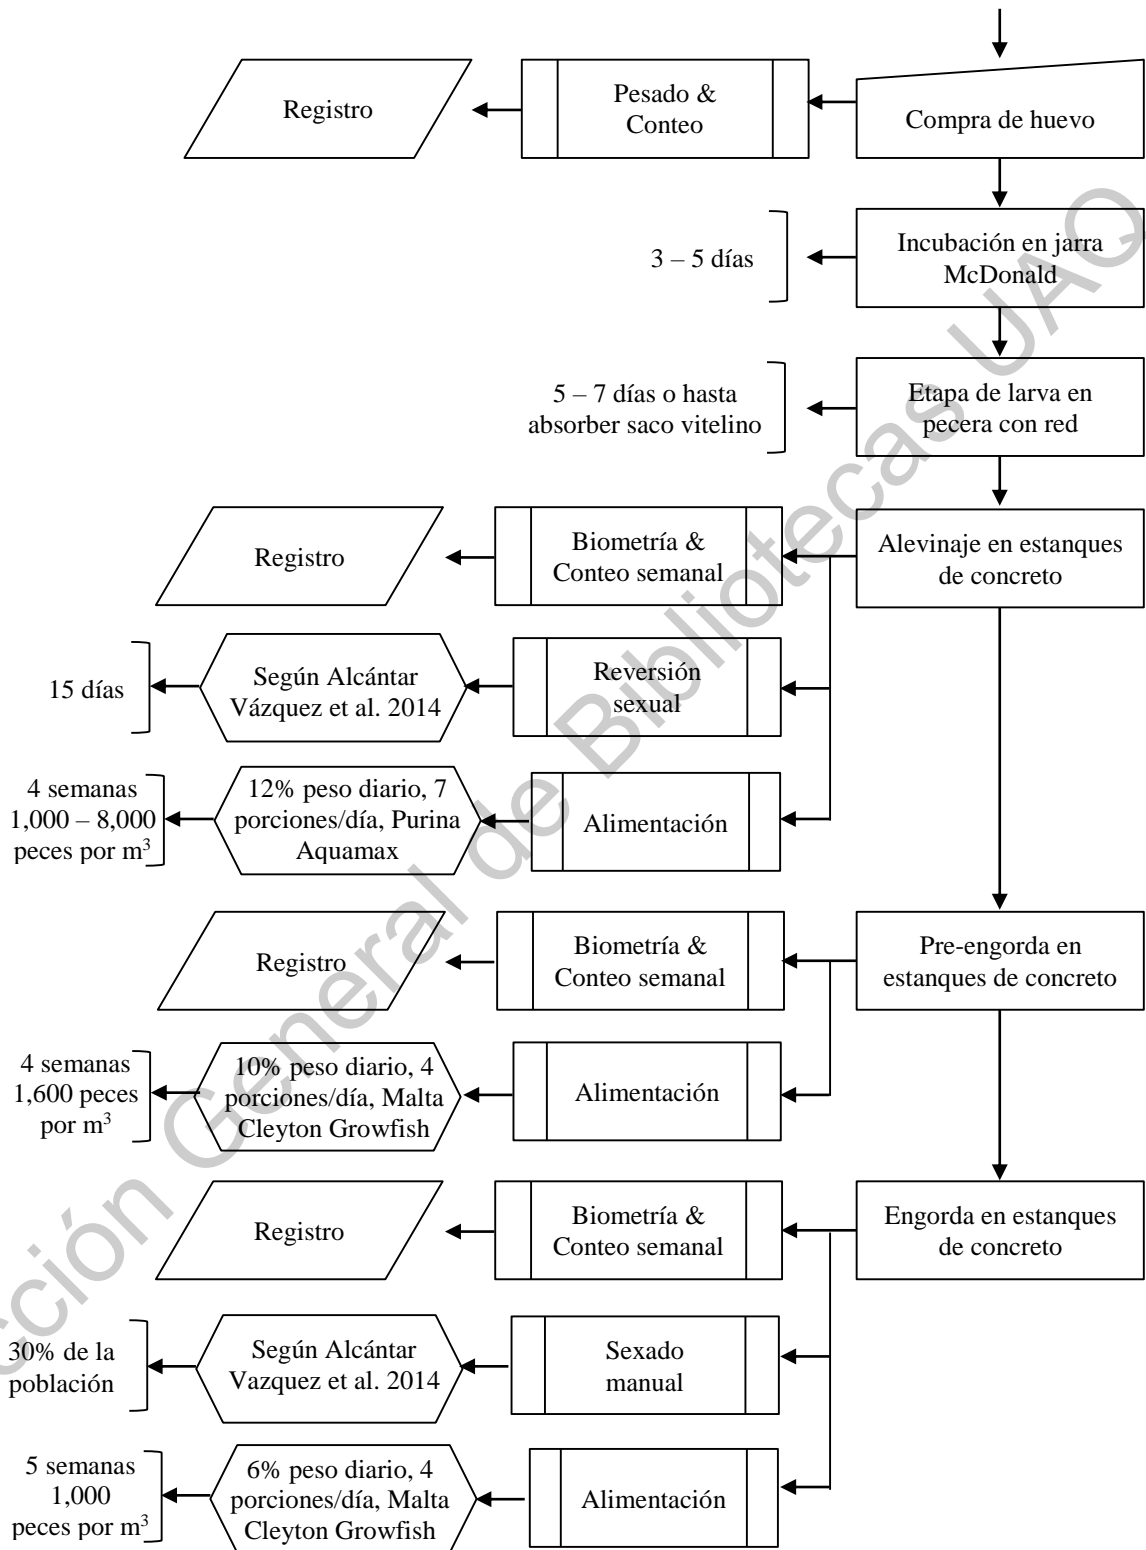 Registro
Pesado &
Conteo
Compra de huevo
3 – 5 días
Incubación en jarra
McDonald
5 – 7 días o hasta
absorber saco vitelino
Etapa de larva en
pecera con red
Registro
Biometría &
Conteo semanal
Alevinaje en estanques
de concreto
15 días
Según Alcántar
Vázquez et al. 2014
Reversión
sexual
4 semanas
1,000 – 8,000
peces por m³
12% peso diario, 7
porciones/día, Purina
Aquamax
Alimentación
Registro
Biometría &
Conteo semanal
Pre-engorda en
estanques de concreto
4 semanas
1,600 peces
por m³
10% peso diario, 4
porciones/día, Malta
Cleyton Growfish
Alimentación
Registro
Biometría &
Conteo semanal
Engorda en estanques
de concreto
30% de la
población
Según Alcántar
Vazquez et al. 2014
Sexado
manual
5 semanas
1,000
peces por m³
6% peso diario, 4
porciones/día, Malta
Cleyton Growfish
Alimentación
cción General de Bibliotecas UAQ